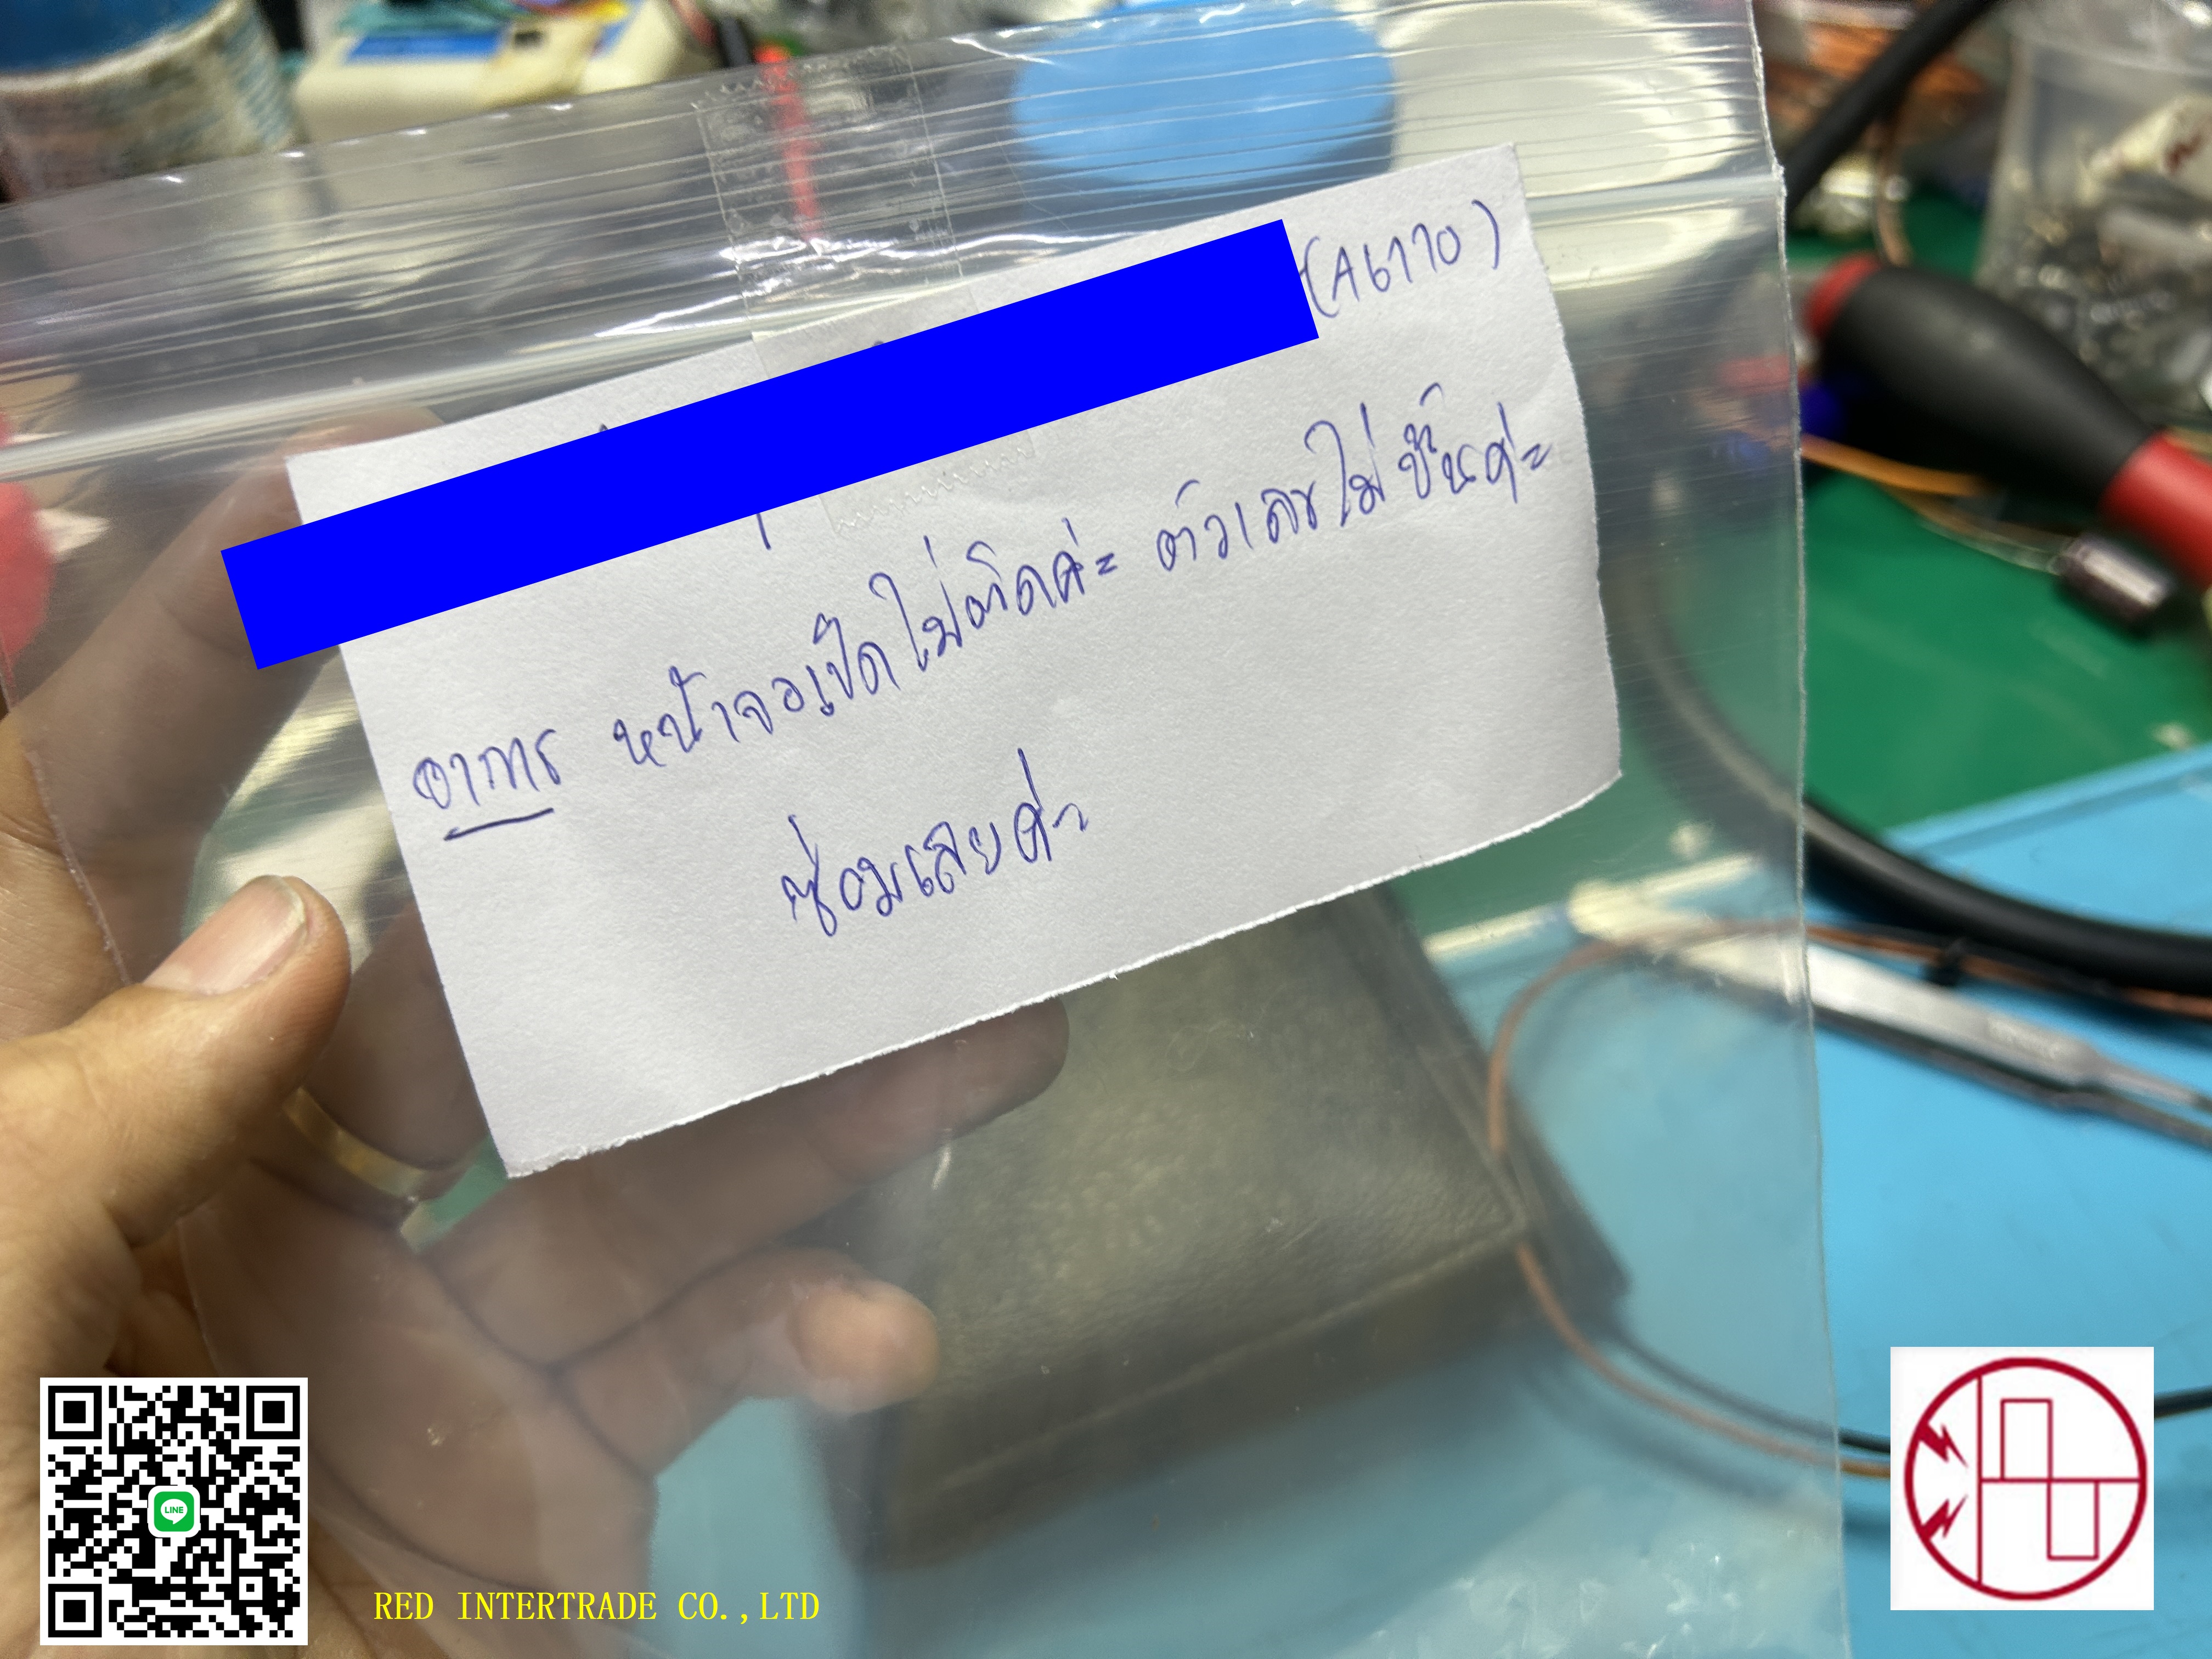 (A6770)
อาการ หน้าจอเปิดไม่ติดค่ะ ตัวเลขไม่ขึ้นค่ะ
ซ่อมเลยค่ะ
LINE
RED INTERTRADE CO.,LTD